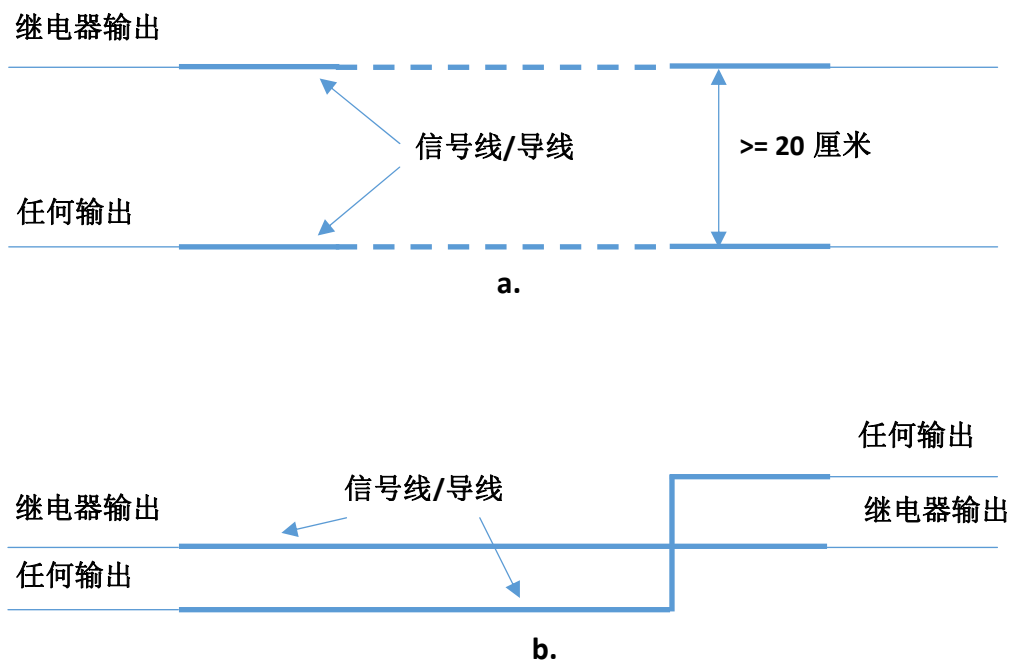 继电器输出
信号线/导线
>= 20 厘米
任何输出
a.
任何输出
信号线/导线
继电器输出
继电器输出
任何输出
b.